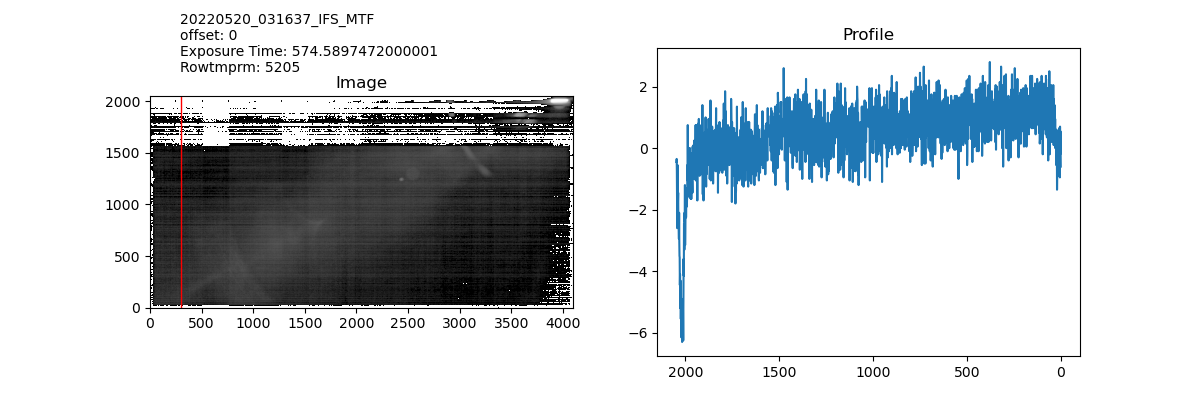 20220520_031637_IFS_MTF
offset: 0
Exposure Time: 574.5897472000001
Rowtmprm: 5205
Image
2000
1500
1000
500
0
0 500 1000 1500 2000 2500 3000 3500 4000
Profile
2
0
−2
−4
−6
2000 1500 1000 500 0